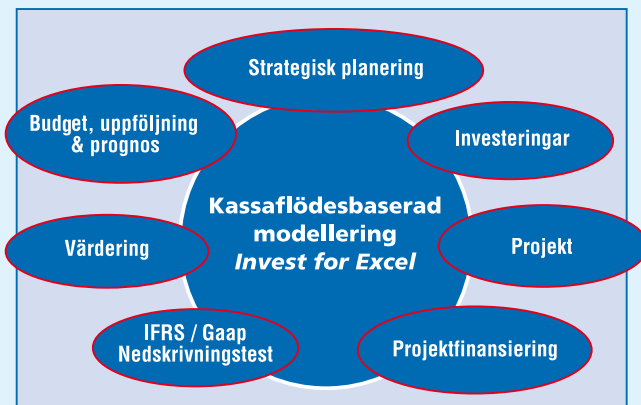 Strategisk planering
Budget, uppföljning
& prognos
Investeringar
Kassaflödesbaserad
modellering
Invest for Excel
Värdering
Projekt
IFRS / Gaap
Nedskrivningstest
Projektfinansiering